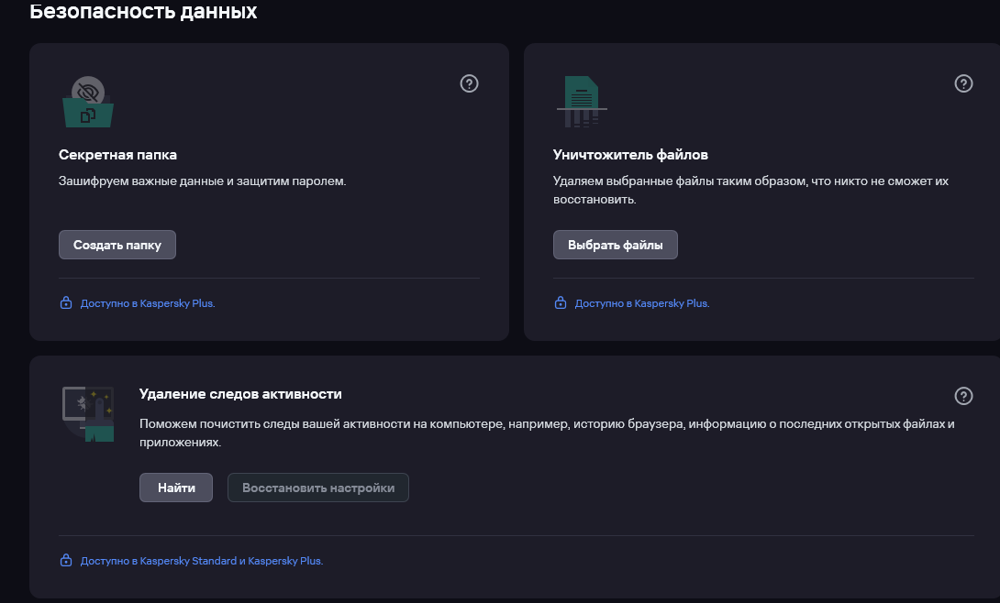 Безопасность данных
Секретная папка
Зашифруем важные данные и защитим паролем.
Создать папку
Доступно в Kaspersky Plus.
Уничтожитель файлов
Удаляем выбранные файлы таким образом, что никто не сможет их
восстановить.
Выбрать файлы
Доступно в Kaspersky Plus.
Удаление следов активности
Поможем почистить следы вашей активности на компьютере, например, историю браузера, информацию о последних открытых файлах и
приложениях.
Найти
Восстановить настройки
Доступно в Kaspersky Standard и Kaspersky Plus.